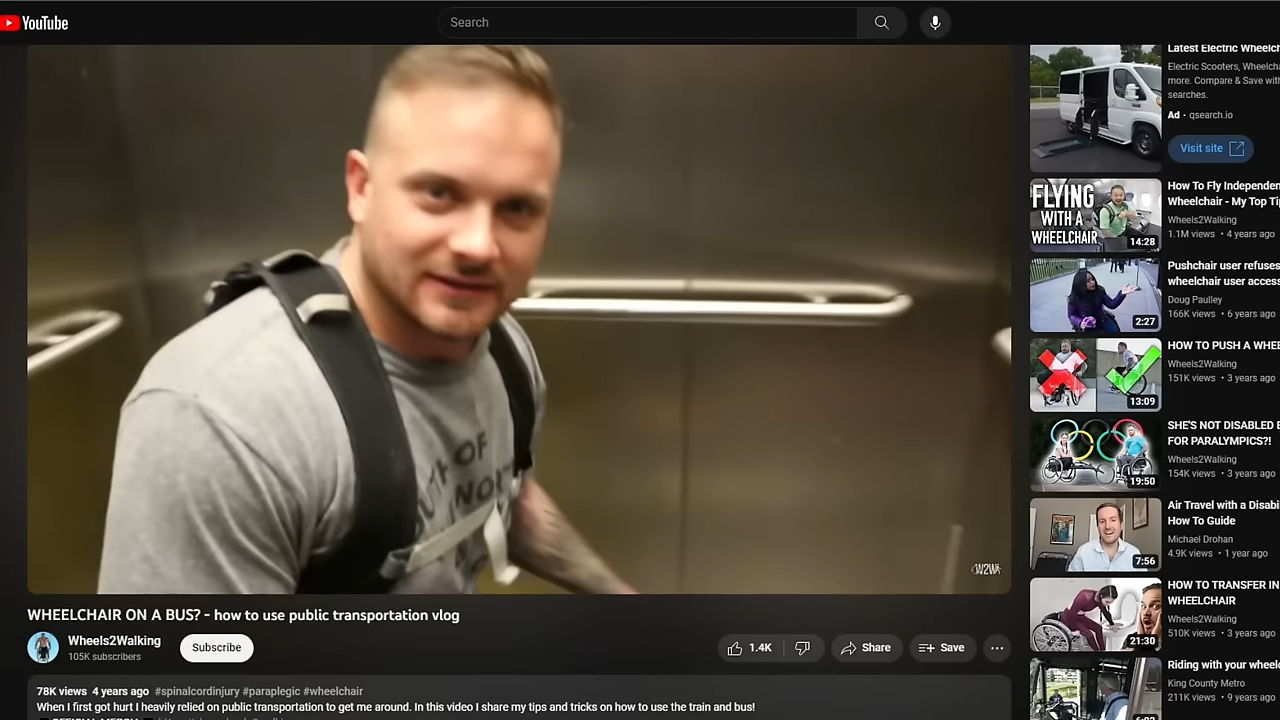 YouTube
Search
WHEELCHAIR ON A BUS? - how to use public transportation vlog
Wheels2Walking
105K subscribers
Subscribe
1.4K
Share
Save
78K views 4 years ago #spinalcordinjury #paraplegic #wheelchair
When I first got hurt I heavily relied on public transportation to get me around. In this video I share my tips and tricks on how to use the train and bus!
OF
NOT
W2W
Latest Electric Wheelch
Electric Scooters, Wheelcha
more. Compare & Save with
searches.
Ad · qsearch.io
Visit site
FLYING
WITH A
WHEELCHAIR
14:28
How To Fly Independen
Wheelchair - My Top Tip
Wheels2Walking
1.1M views • 4 years ago
2:27
Pushchair user refuses
wheelchair user access
Doug Paulley
166K views • 6 years ago
13:09
HOW TO PUSH A WHEE
Wheels2Walking
151K views • 3 years ago
19:50
SHE'S NOT DISABLED E
FOR PARALYMPICS?!
Wheels2Walking
154K views • 3 years ago
7:56
Air Travel with a Disabi
How To Guide
Michael Drohan
4.9K views • 1 year ago
21:30
HOW TO TRANSFER IN
WHEELCHAIR
Wheels2Walking
510K views • 3 years ago
Riding with your wheelc
King County Metro
211K views • 9 years ago